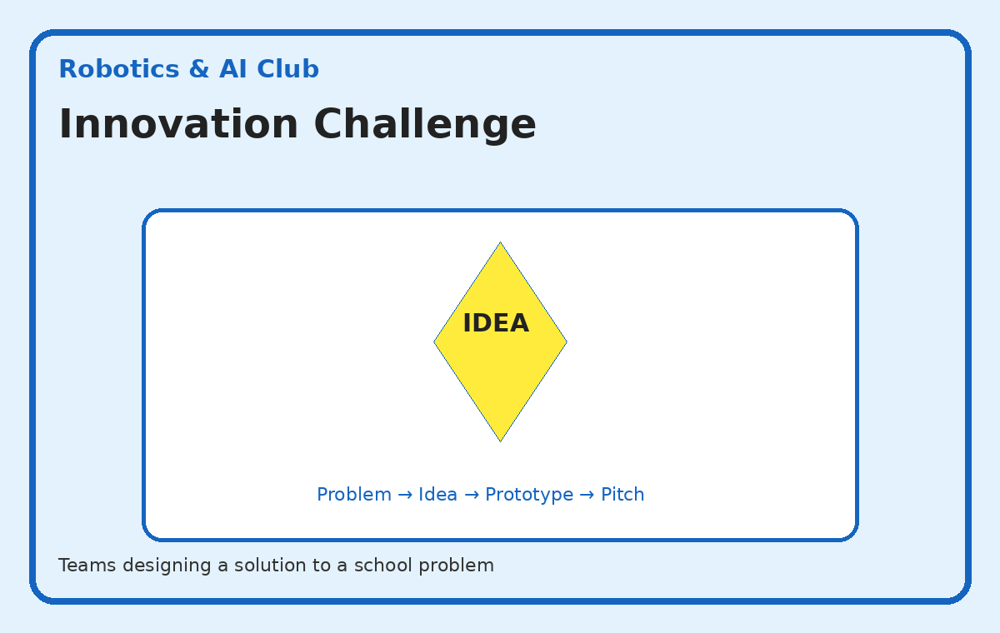 Robotics & AI Club
Innovation Challenge
IDEA
Problem → Idea → Prototype → Pitch
Teams designing a solution to a school problem